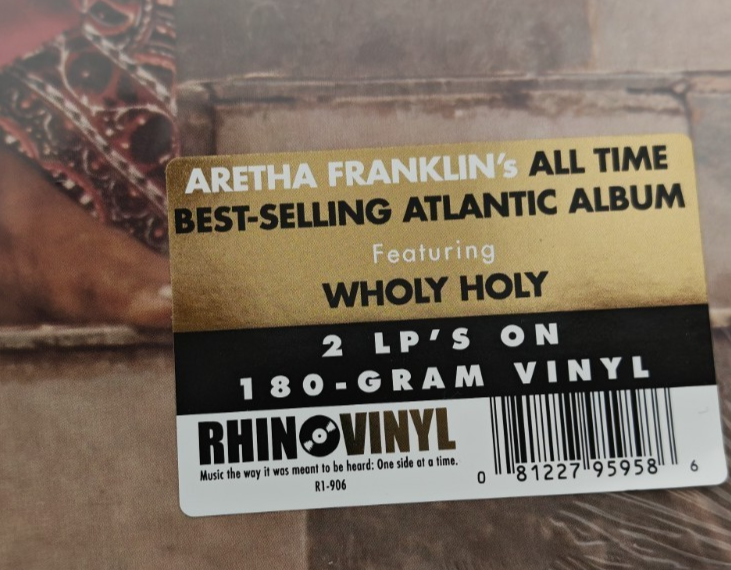 ARETHA FRANKLIN's ALL TIME
BEST-SELLING ATLANTIC ALBUM
Featuring
WHOLY HOLY
2 LP'S ON
180-GRAM VINYL
RHINOVINYL
Music the way it was meant to be heard: One side at a time.
R1-906
0 81227 95958 6